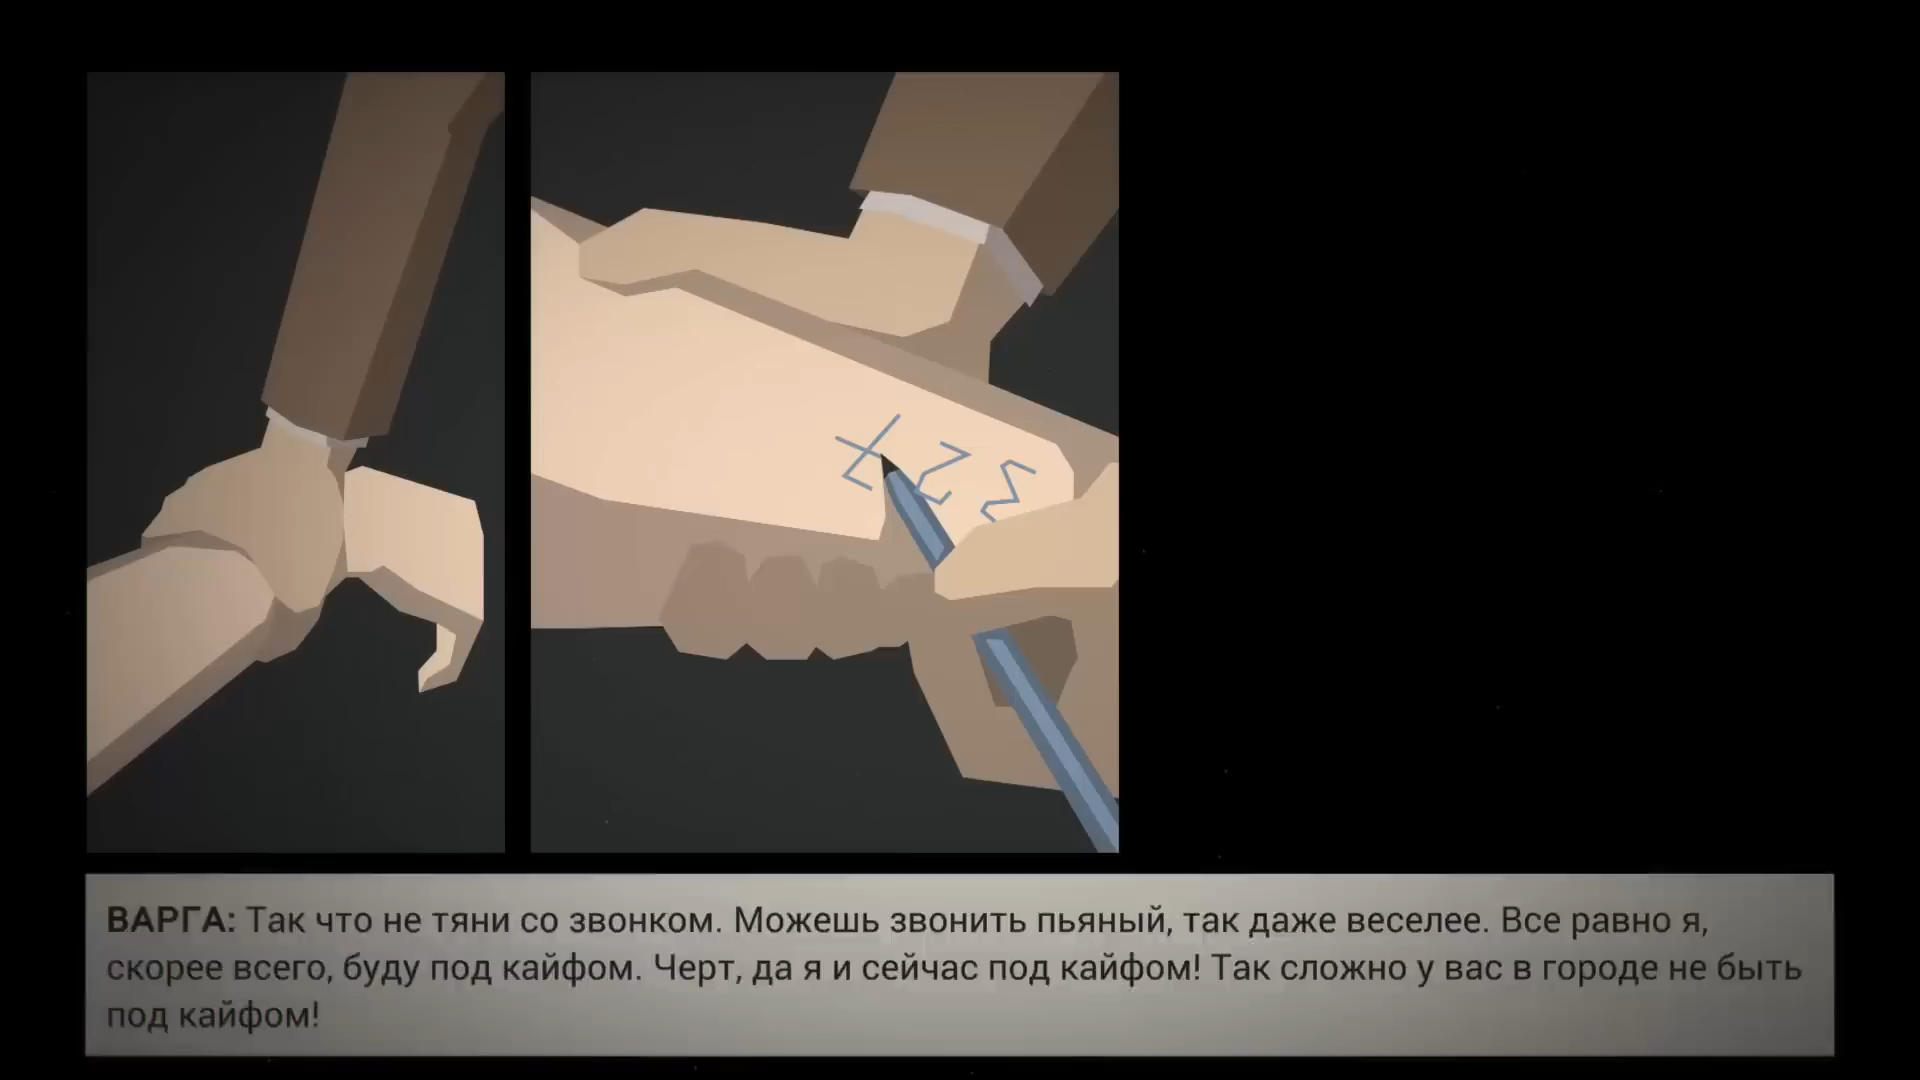 ВАРГА: Так что не тяни со звонком. Можешь звонить пьяный, так даже веселее. Все равно я,
скорее всего, буду под кайфом. Черт, да я и сейчас под кайфом! Так сложно у вас в городе не быть
под кайфом!